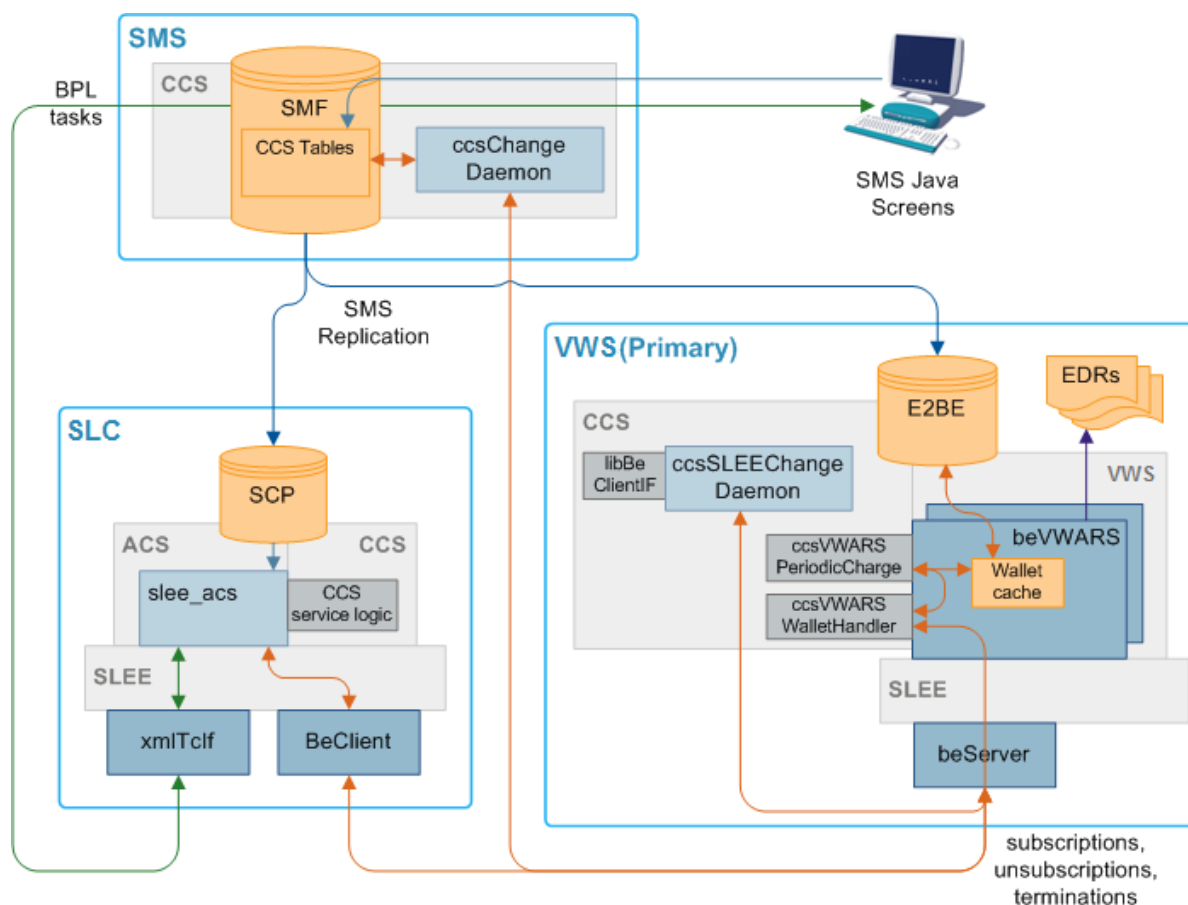 SMS
BPL
tasks
CCS
SMF
CCS Tables
ccsChange
Daemon
SMS Java
Screens
SMS
Replication
VWS(Primary)
EDRs
E2BE
CCS
libBe
ClientIF
ccsSLEEChange
Daemon
VWS
beVWARS
ccsVWARS
PeriodicCharge
Wallet
cache
ccsVWARS
WalletHandler
SLEE
beServer
SLC
SCP
ACS
CCS
slee_acs
CCS
service logic
SLEE
xmlTcIf
BeClient
subscriptions,
unsubscriptions,
terminations